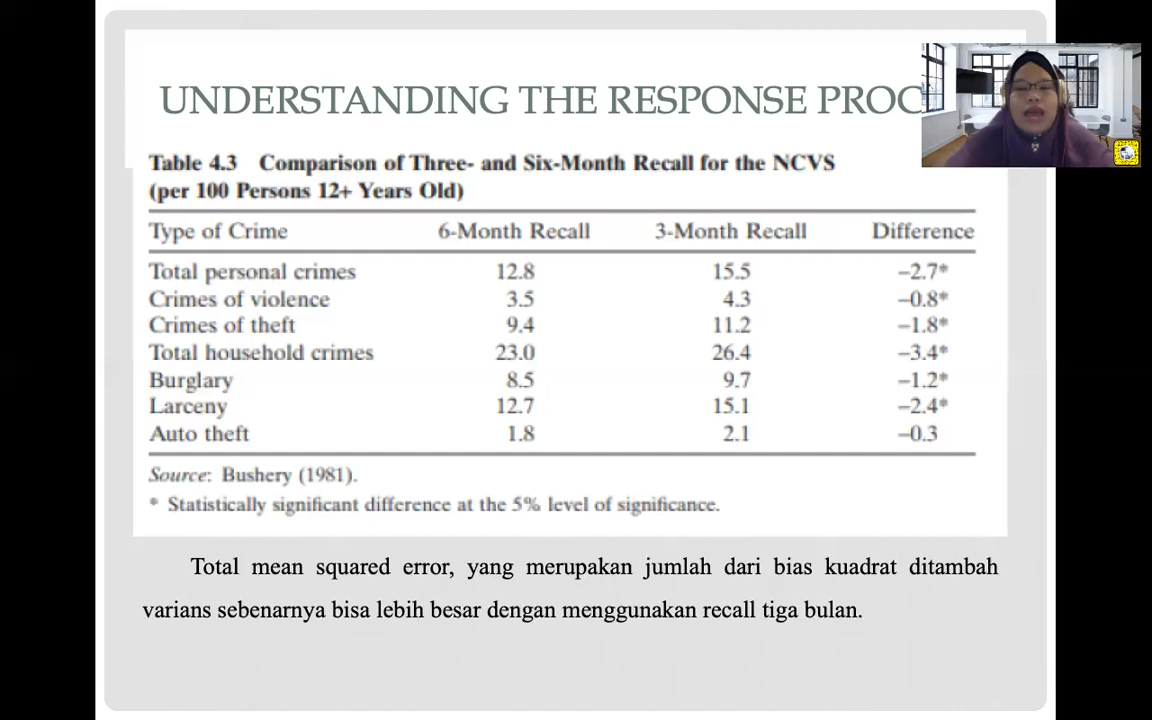 UNDERSTANDING THE RESPONSE PROC
Table 4.3 Comparison of Three- and Six-Month Recall for the NCVS
(per 100 Persons 12+ Years Old)
Type of Crime 6-Month Recall 3-Month Recall Difference
Total personal crimes 12.8 15.5 –2.7*
Crimes of violence 3.5 4.3 –0.8*
Crimes of theft 9.4 11.2 –1.8*
Total household crimes 23.0 26.4 –3.4*
Burglary 8.5 9.7 –1.2*
Larceny 12.7 15.1 –2.4*
Auto theft 1.8 2.1 –0.3
Source: Bushery (1981).
* Statistically significant difference at the 5% level of significance.
Total mean squared error, yang merupakan jumlah dari bias kuadrat ditambah
varians sebenarnya bisa lebih besar dengan menggunakan recall tiga bulan.